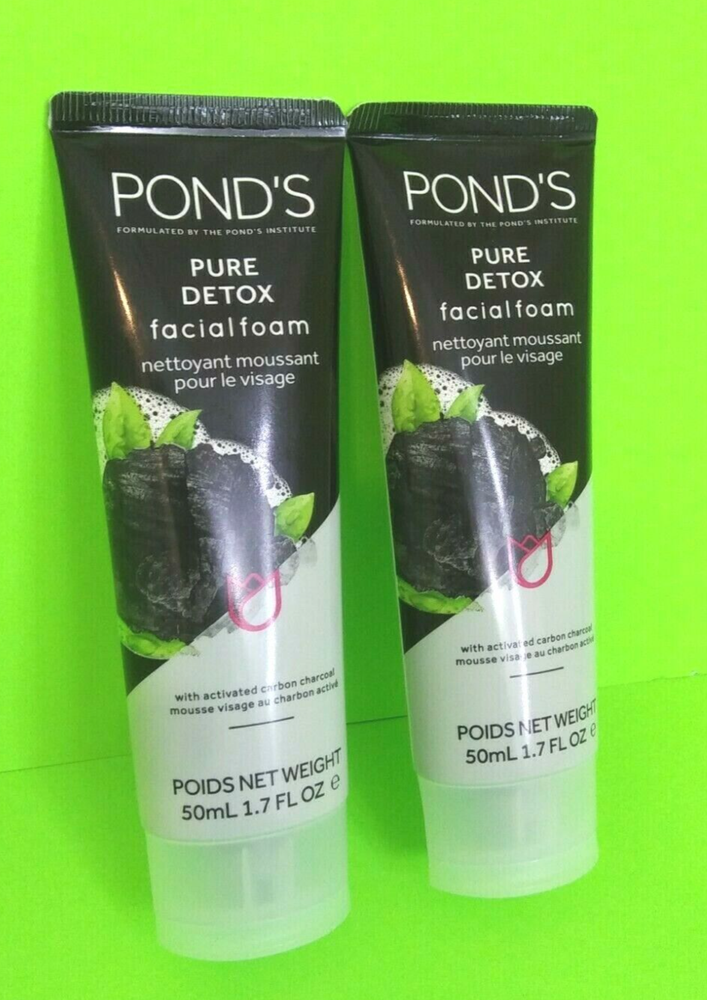 POND'S
FORMULATED BY THE POND'S INSTITUTE
PURE
DETOX
facialfoam
nettoyant moussant
pour le visage
with activated carbon charcoal
mousse visage au charbon activé
POIDS NET WEIGHT
50mL 1.7 FL OZ ℮
POND'S
FORMULATED BY THE POND'S INSTITUTE
PURE
DETOX
facialfoam
nettoyant moussant
pour le visage
with activated carbon charcoal
mousse visage au charbon activé
POIDS NET WEIGHT
50mL 1.7 FL OZ ℮